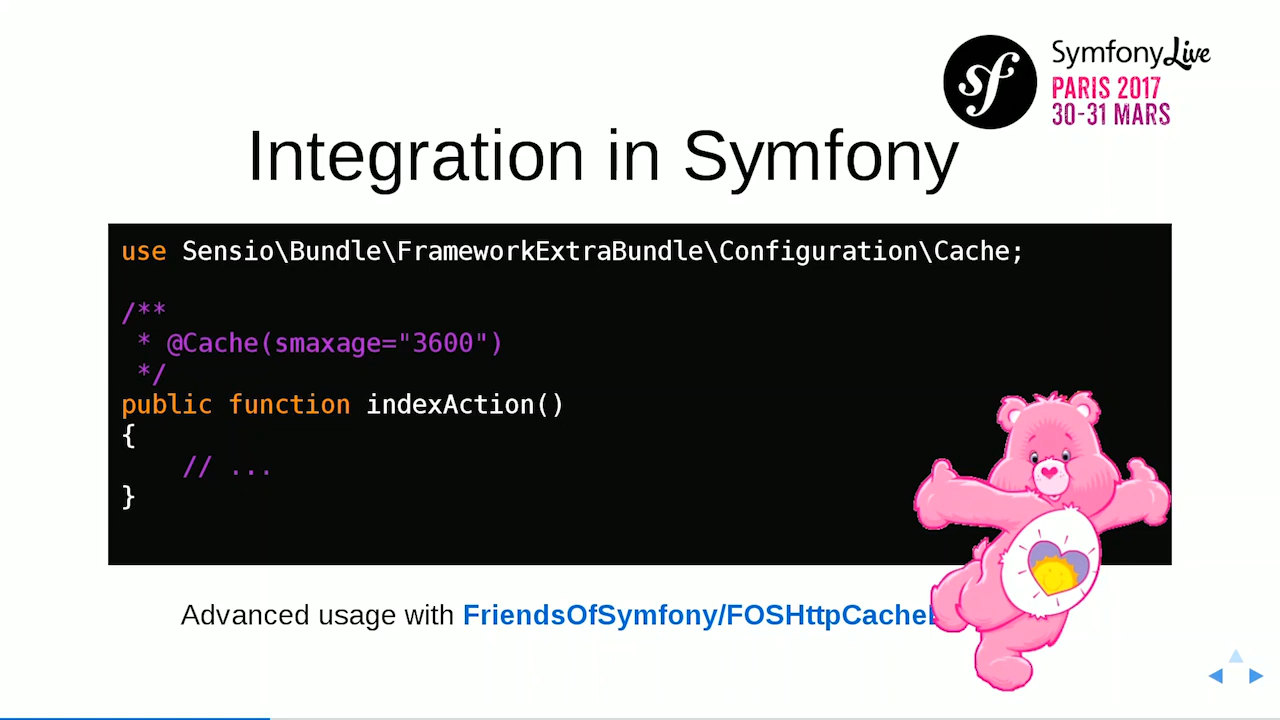 SymfonyLive
PARIS 2017
30-31 MARS
Integration in Symfony
use Sensio\Bundle\FrameworkExtraBundle\Configuration\Cache;
/**
 * @Cache(smaxage="3600")
 */
public function indexAction()
{
    // ...
}
Advanced usage with FriendsOfSymfony/FOSHttpCache